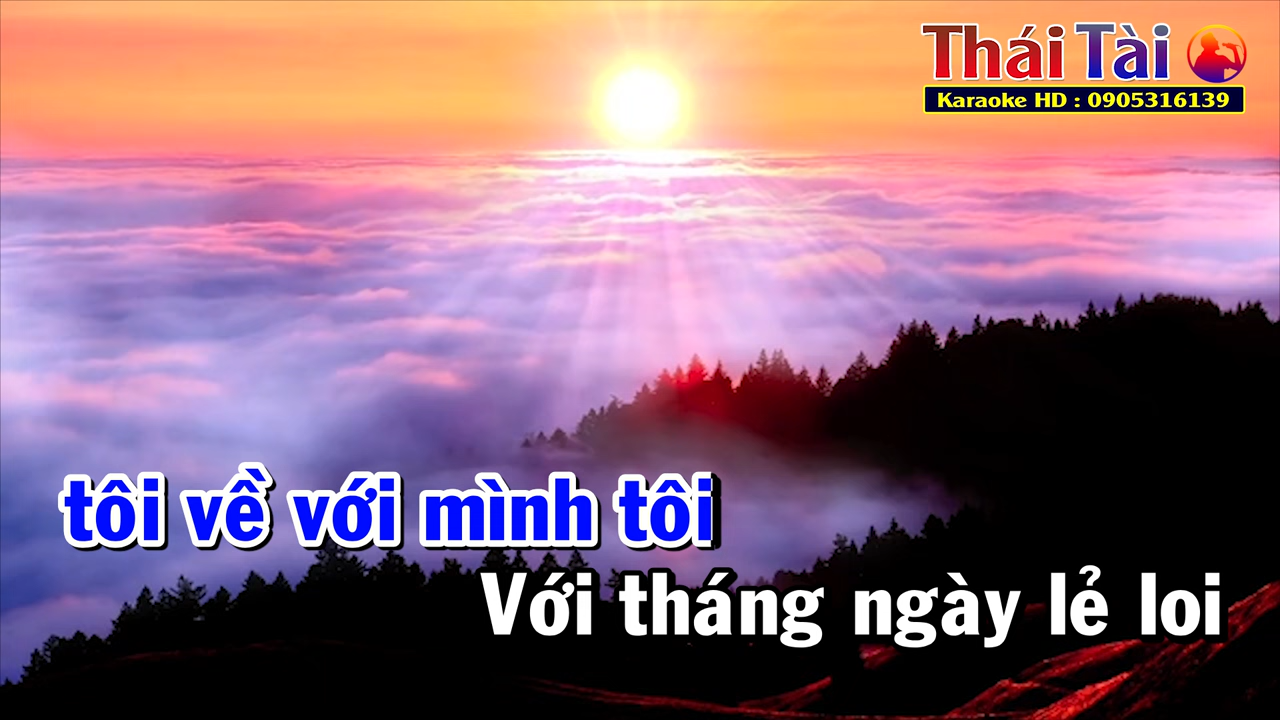 Thái Tài
Karaoke HD : 0905316139
tôi về với mình tôi
Với tháng ngày lẻ loi